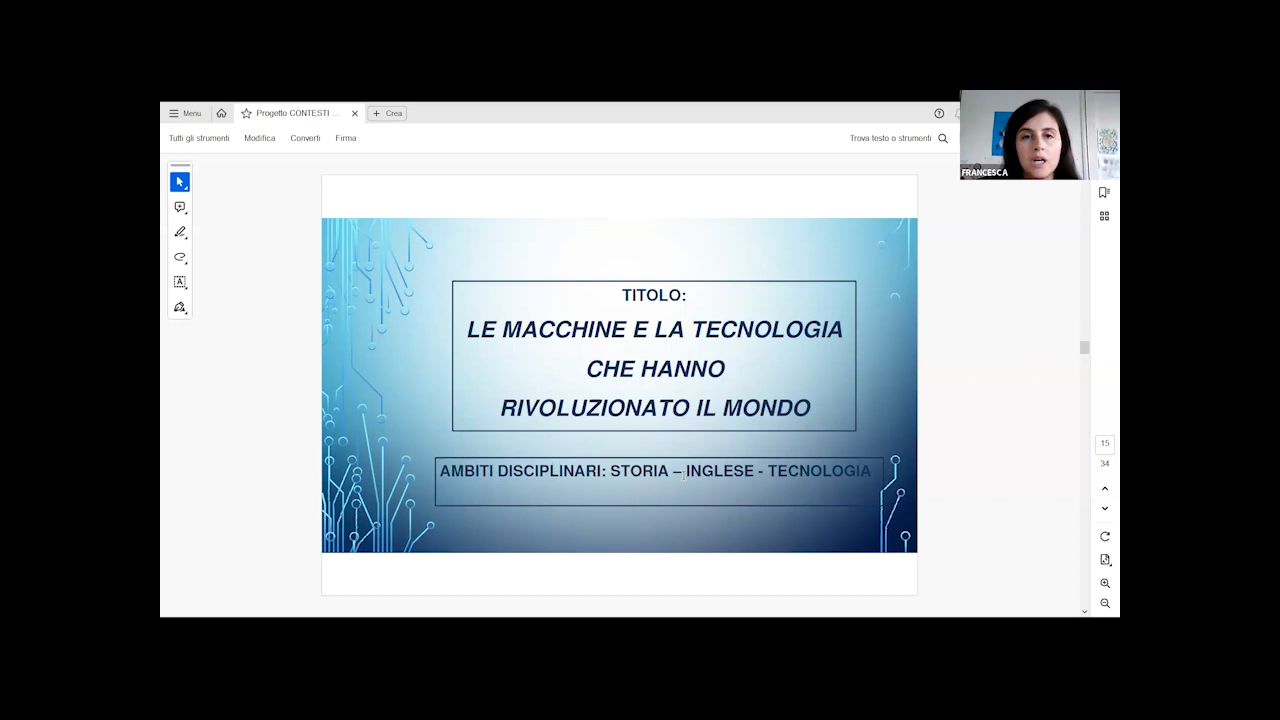 Menu
Progetto CONTESTI ...
Crea
Tutti gli strumenti
Modifica
Converti
Firma
Trova testo o strumenti
FRANCESCA
TITOLO:
LE MACCHINE E LA TECNOLOGIA
CHE HANNO
RIVOLUZIONATO IL MONDO
AMBITI DISCIPLINARI: STORIA – INGLESE - TECNOLOGIA
15
34